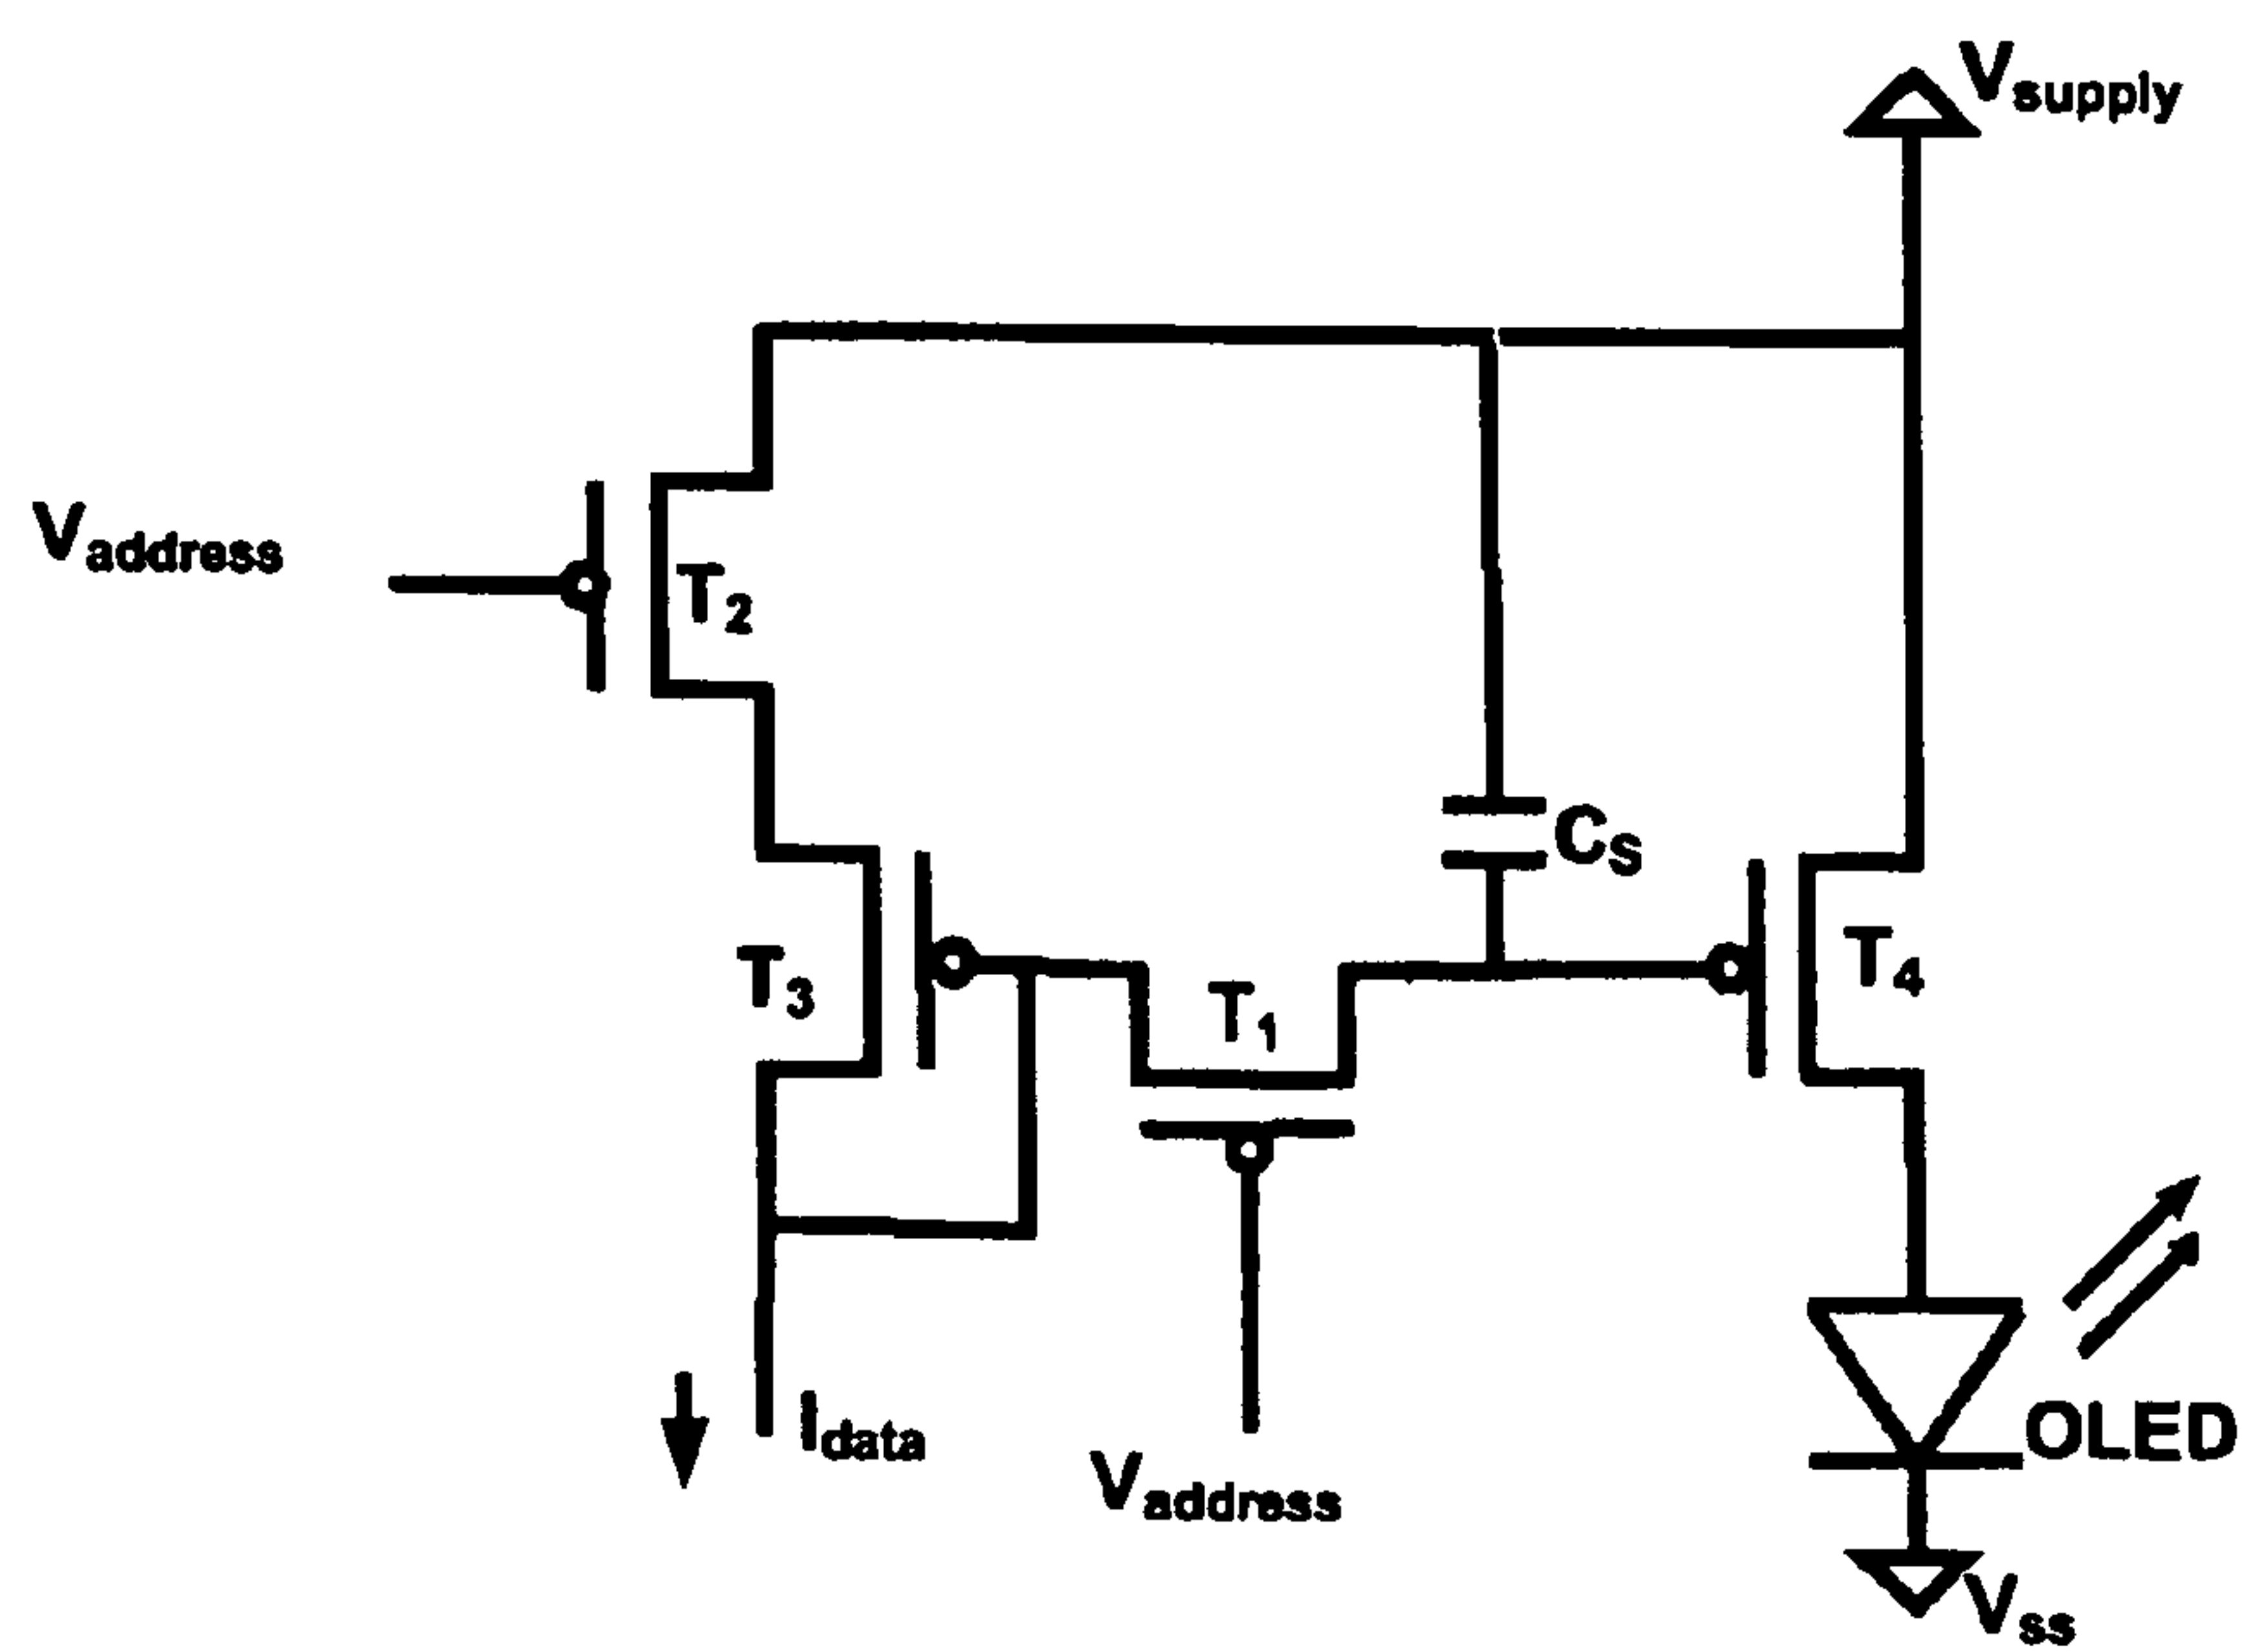 Vsupply
Vaddress
T2
Cs
T4
T3
T1
Idata
OLED
Vaddress
Vss